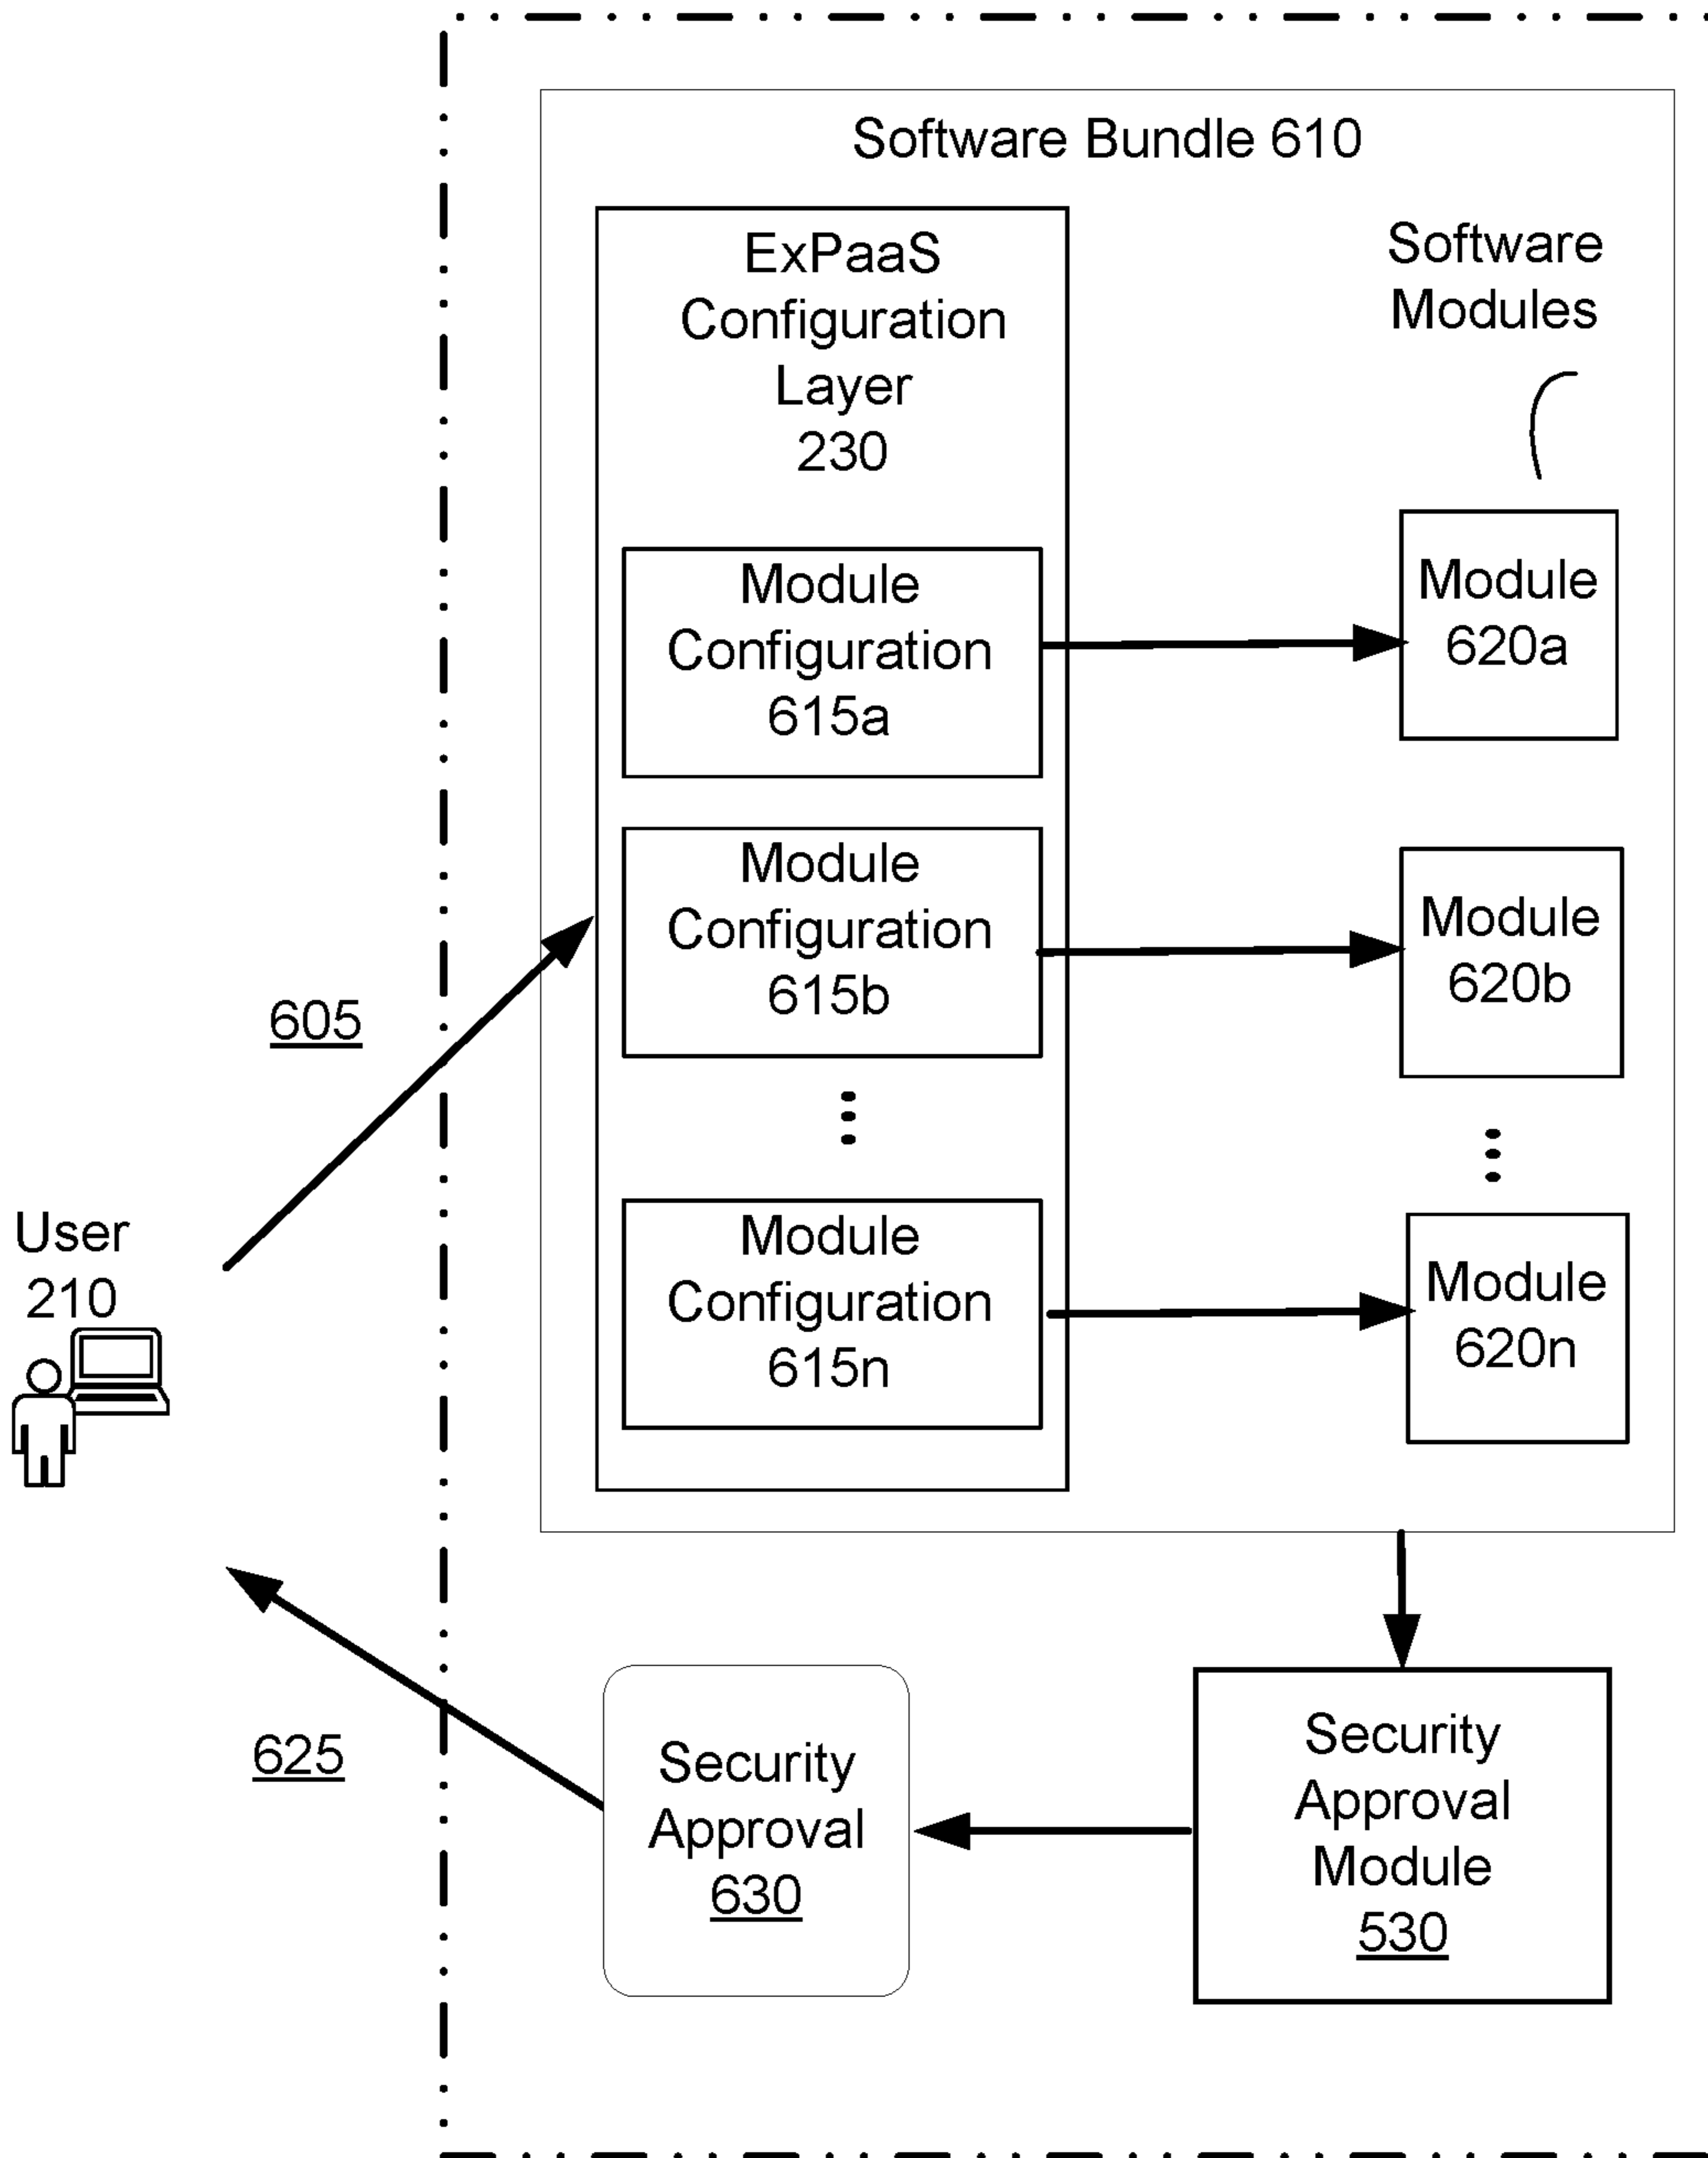 Software Bundle 610
ExPaaS
Configuration
Layer
230
Software
Modules
Module
Configuration
615a
Module
620a
Module
Configuration
615b
Module
620b
605
Module
Configuration
615n
Module
620n
User
210
625
Security
Approval
630
Security
Approval
Module
530